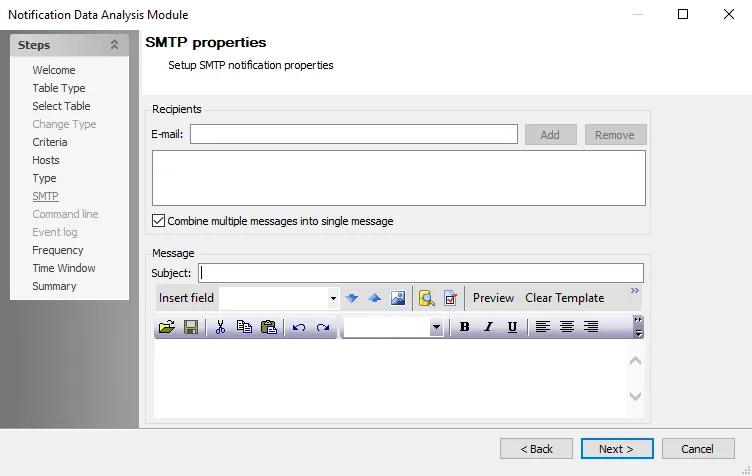 Notification Data Analysis Module
Steps
Welcome
Table Type
Select Table
Change Type
Criteria
Hosts
Type
SMTP
Command line
Event log
Frequency
Time Window
Summary
SMTP properties
Setup SMTP notification properties
Recipients
E-mail:
Add
Remove
Combine multiple messages into single message
Message
Subject:
Insert field
Preview
Clear Template
B I U
< Back
Next >
Cancel